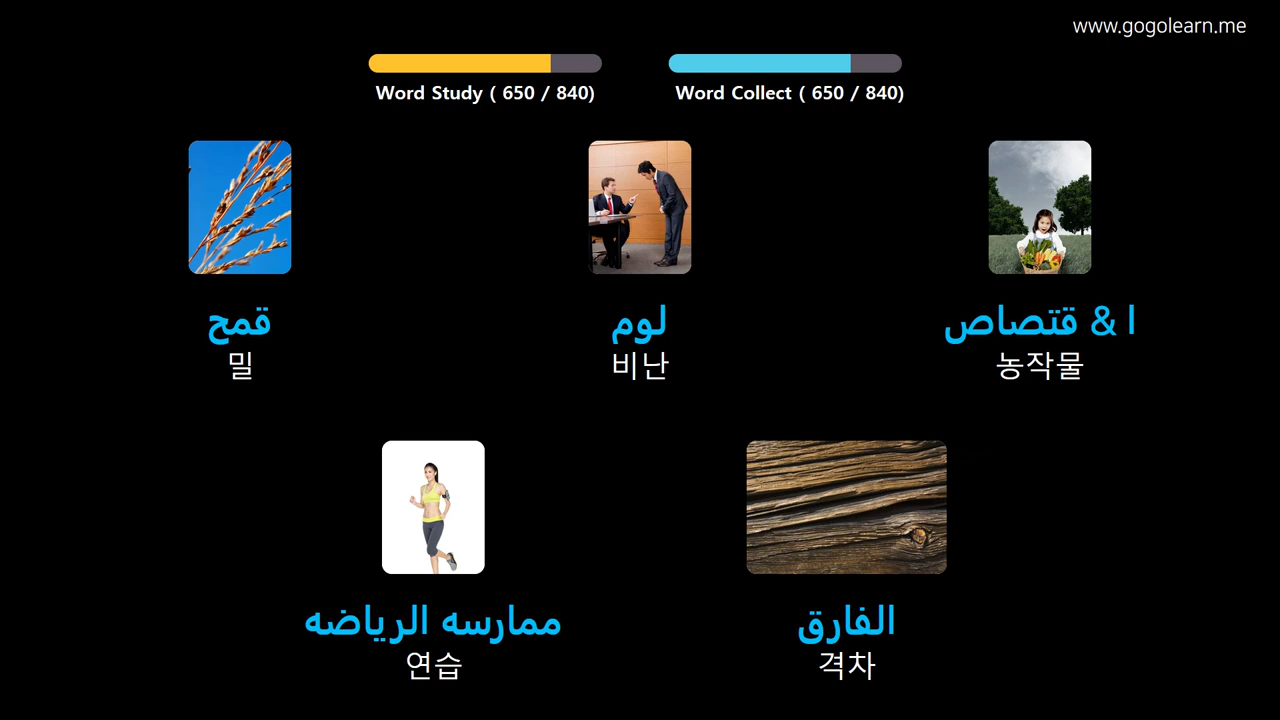 www.gogolearn.me
Word Study ( 650 / 840)
Word Collect ( 650 / 840)
قمح
밀
لوم
비난
ا & قتصاص
농작물
ممارسه الرياضه
연습
الفارق
격차